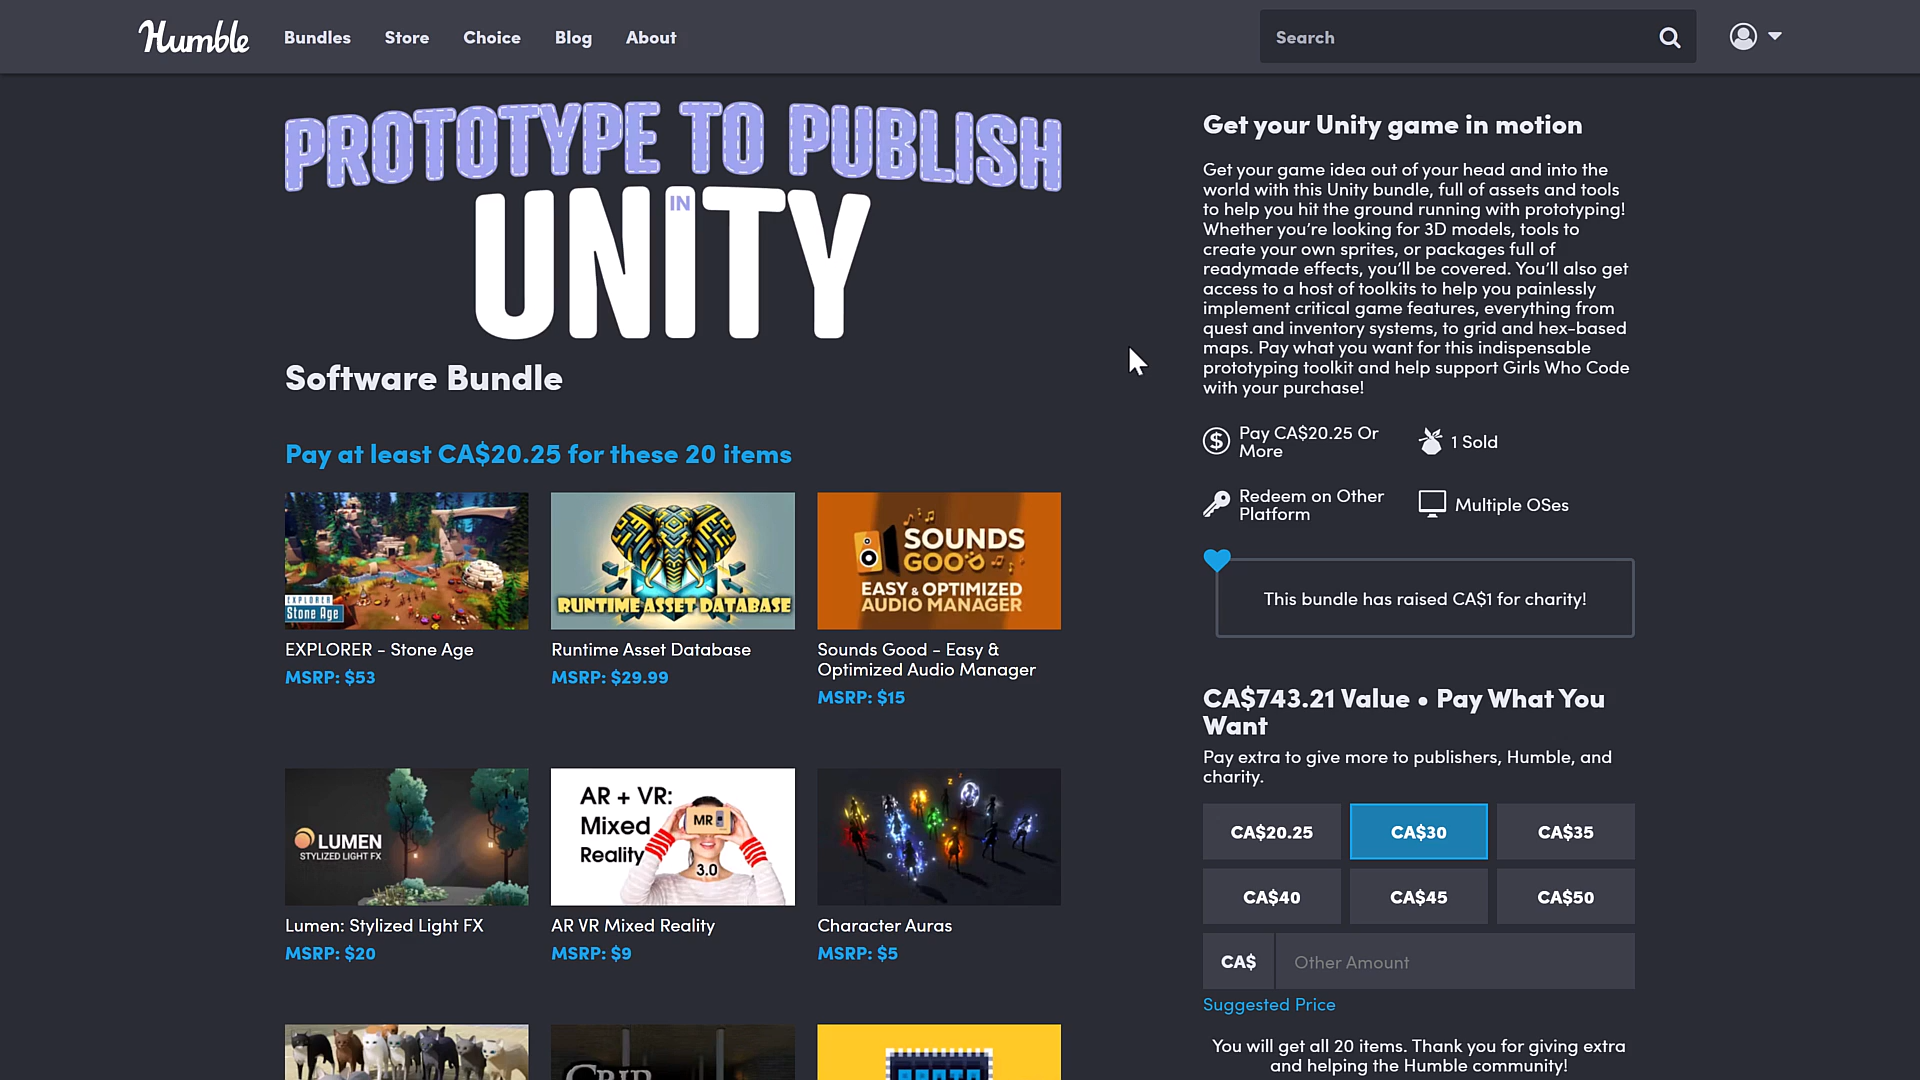 Humble
Bundles
Store
Choice
Blog
About
Search
PROTOTYPE TO PUBLISH
IN
UNITY
Software Bundle
Pay at least CA$20.25 for these 20 items
EXPLORER
Stone Age
EXPLORER - Stone Age
MSRP: $53
RUNTIME ASSET DATABASE
Runtime Asset Database
MSRP: $29.99
SOUNDS
GOOD
EASY & OPTIMIZED
AUDIO MANAGER
Sounds Good - Easy &
Optimized Audio Manager
MSRP: $15
LUMEN
STYLIZED LIGHT FX
Lumen: Stylized Light FX
MSRP: $20
AR + VR:
Mixed
Reality
MR
3.0
AR VR Mixed Reality
MSRP: $9
Character Auras
MSRP: $5
Get your Unity game in motion
Get your game idea out of your head and into the
world with this Unity bundle, full of assets and tools
to help you hit the ground running with prototyping!
Whether you’re looking for 3D models, tools to
create your own sprites, or packages full of
readymade effects, you’ll be covered. You’ll also get
access to a host of toolkits to help you painlessly
implement critical game features, everything from
quest and inventory systems, to grid and hex-based
maps. Pay what you want for this indispensable
prototyping toolkit and help support Girls Who Code
with your purchase!
Pay CA$20.25 Or
More
1 Sold
Redeem on Other
Platform
Multiple OSes
This bundle has raised CA$1 for charity!
CA$743.21 Value • Pay What You
Want
Pay extra to give more to publishers, Humble, and
charity.
CA$20.25
CA$30
CA$35
CA$40
CA$45
CA$50
CA$
Other Amount
Suggested Price
You will get all 20 items. Thank you for giving extra
and helping the Humble community!